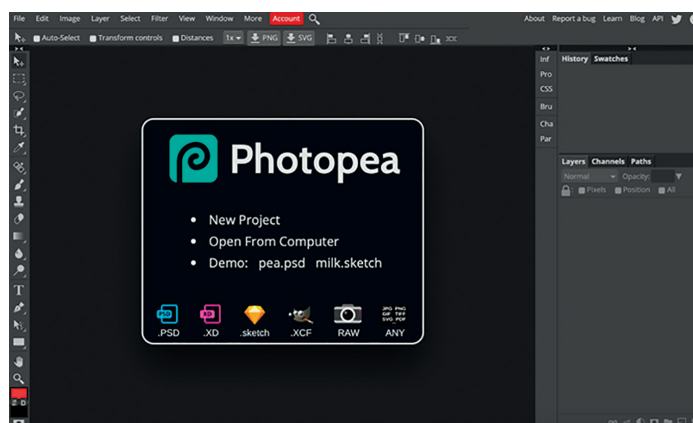 File Edit Image Layer Select Filter View Window More Account About Report a bug Learn Blog API
Auto-Select Transform controls Distances 1x PNG SVG
Inf
Pro
CSS
Bru
Cha
Par
History Swatches
Photopea
New Project
Open From Computer
Demo: pea.psd milk.sketch
PSD XD JPG PNG
GIF TIFF
SVG PDF
.PSD .XD .sketch .XCF RAW ANY
Layers Channels Paths
Normal Opacity:
Pixels Position All
T
D